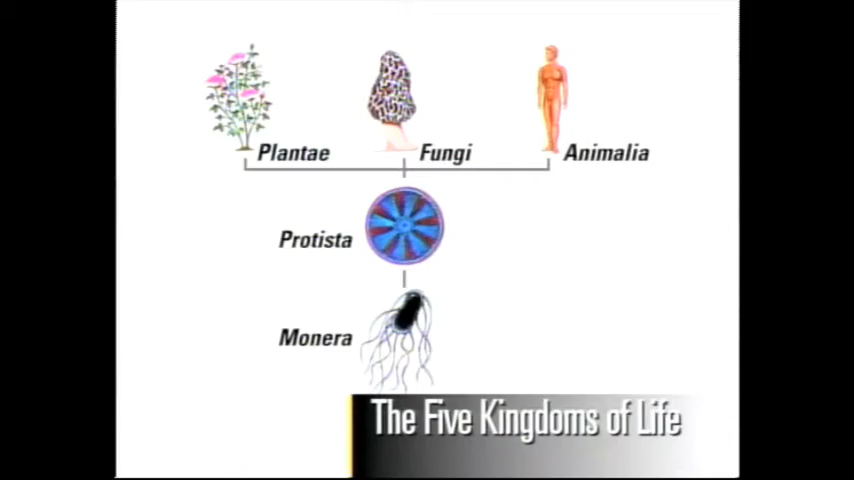 Plantae
Fungi
Animalia
Protista
Monera
The Five Kingdoms of Life